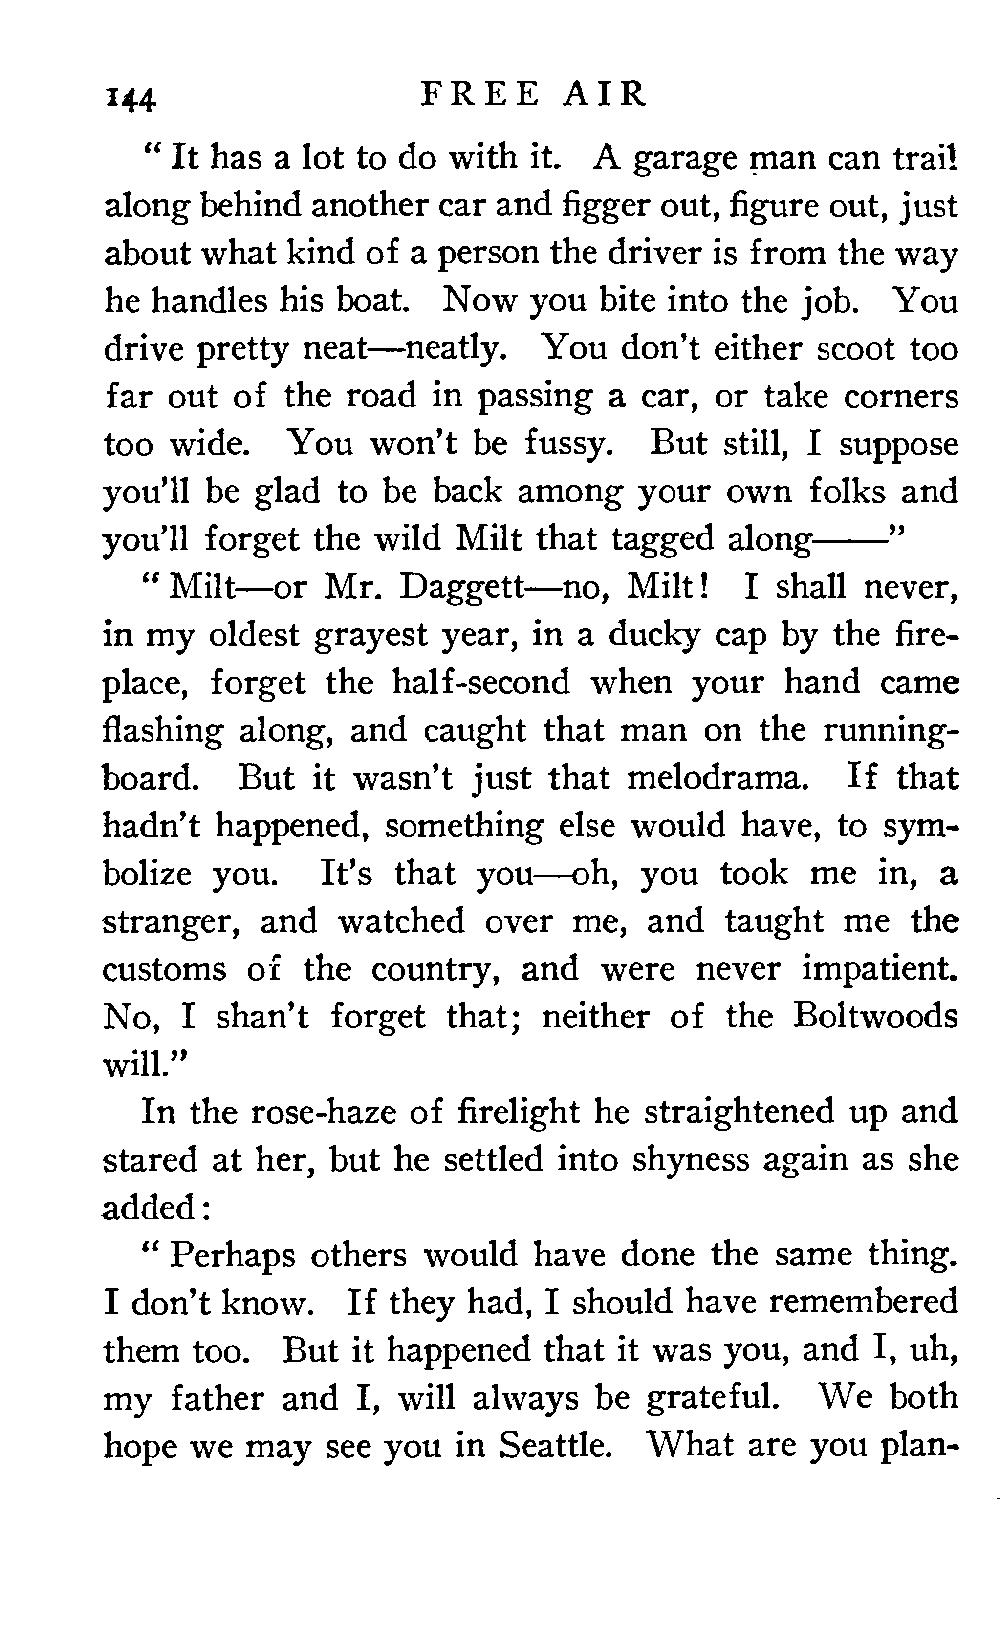 144 FREE AIR
“ It has a lot to do with it. A garage man can trail
along behind another car and figger out, figure out, just
about what kind of a person the driver is from the way
he handles his boat. Now you bite into the job. You
drive pretty neat—neatly. You don’t either scoot too
far out of the road in passing a car, or take corners
too wide. You won’t be fussy. But still, I suppose
you’ll be glad to be back among your own folks and
you’ll forget the wild Milt that tagged along——”
“ Milt—or Mr. Daggett—no, Milt! I shall never,
in my oldest grayest year, in a ducky cap by the fire-
place, forget the half-second when your hand came
flashing along, and caught that man on the running-
board. But it wasn’t just that melodrama. If that
hadn’t happened, something else would have, to sym-
bolize you. It’s that you—oh, you took me in, a
stranger, and watched over me, and taught me the
customs of the country, and were never impatient.
No, I shan’t forget that; neither of the Boltwoods
will.”
In the rose-haze of firelight he straightened up and
stared at her, but he settled into shyness again as she
added:
“ Perhaps others would have done the same thing.
I don’t know. If they had, I should have remembered
them too. But it happened that it was you, and I, uh,
my father and I, will always be grateful. We both
hope we may see you in Seattle. What are you plan-